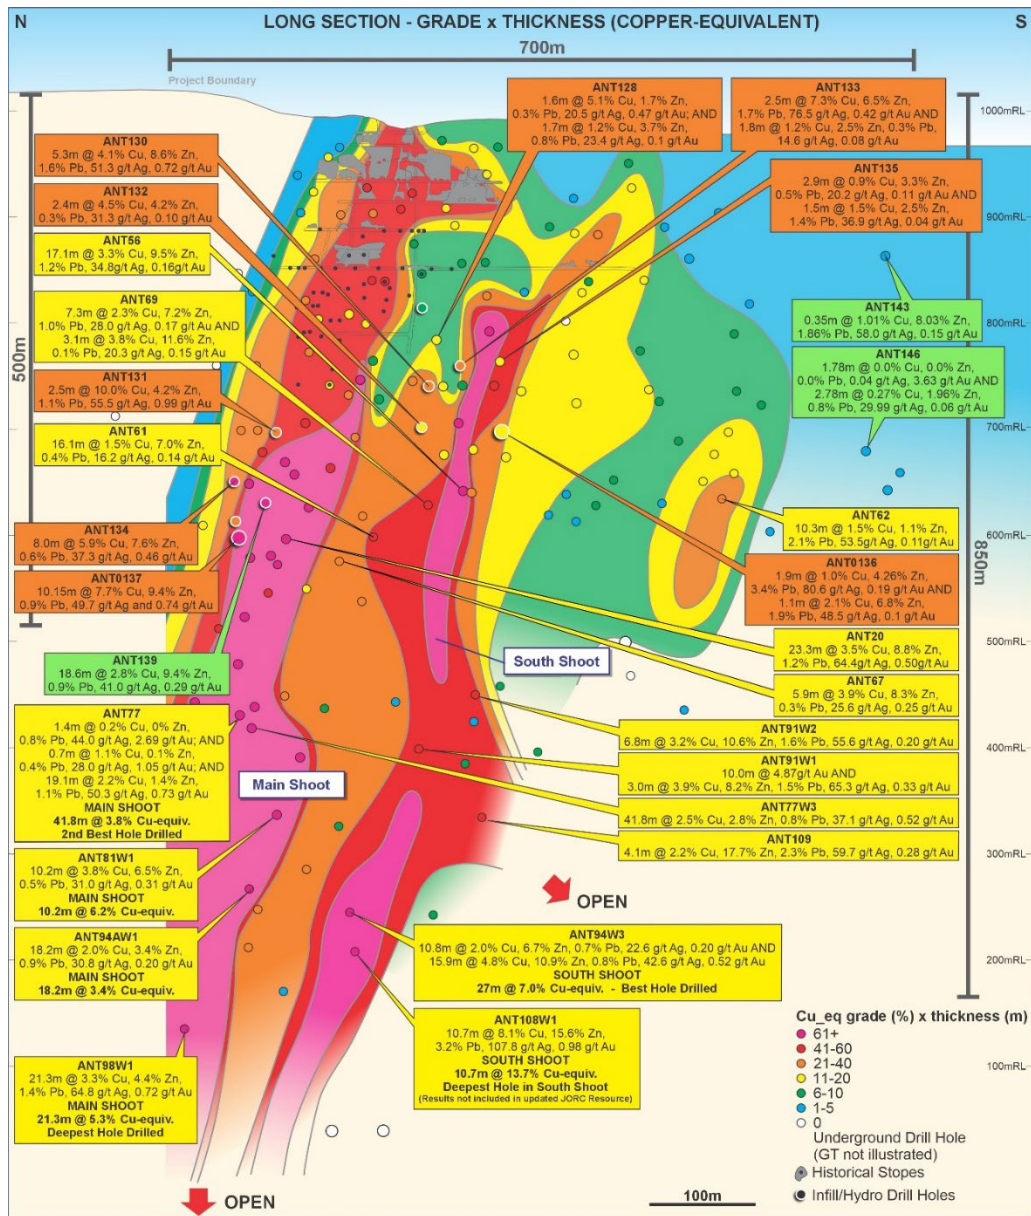 N
LONG SECTION - GRADE x THICKNESS (COPPER-EQUIVALENT)
S
700m
Project Boundary
ANT128
1.6m @ 5.1% Cu, 1.7% Zn,
0.3% Pb, 20.5 g/t Ag, 0.47 g/t Au; AND
1.7m @ 1.2% Cu, 3.7% Zn,
0.8% Pb, 23.4 g/t Ag, 0.1 g/t Au
ANT133
2.5m @ 7.3% Cu, 6.5% Zn,
1.7% Pb, 76.5 g/t Ag, 0.42 g/t Au AND
1.8m @ 1.2% Cu, 2.5% Zn, 0.3% Pb,
14.6 g/t Ag, 0.08 g/t Au
1000mRL
ANT130
5.3m @ 4.1% Cu, 8.6% Zn,
1.6% Pb, 51.3 g/t Ag, 0.72 g/t Au
ANT135
2.9m @ 0.9% Cu, 3.3% Zn,
0.5% Pb, 20.2 g/t Ag, 0.11 g/t Au AND
1.5m @ 1.5% Cu, 2.5% Zn,
1.4% Pb, 36.9 g/t Ag, 0.04 g/t Au
ANT132
2.4m @ 4.5% Cu, 4.2% Zn,
0.3% Pb, 31.3 g/t Ag, 0.10 g/t Au
900mRL
ANT56
17.1m @ 3.3% Cu, 9.5% Zn,
1.2% Pb, 34.8g/t Ag, 0.16g/t Au
ANT69
7.3m @ 2.3% Cu, 7.2% Zn,
1.0% Pb, 28.0 g/t Ag, 0.17 g/t Au AND
3.1m @ 3.8% Cu, 11.6% Zn,
0.1% Pb, 20.3 g/t Ag, 0.15 g/t Au
ANT143
0.35m @ 1.01% Cu, 8.03% Zn,
1.86% Pb, 58.0 g/t Ag, 0.15 g/t Au
800mRL
500m
ANT146
1.78m @ 0.0% Cu, 0.0% Zn,
0.0% Pb, 0.04 g/t Ag, 3.63 g/t Au AND
2.78m @ 0.27% Cu, 1.96% Zn,
0.8% Pb, 29.99 g/t Ag, 0.06 g/t Au
ANT131
2.5m @ 10.0% Cu, 4.2% Zn,
1.1% Pb, 55.5 g/t Ag, 0.99 g/t Au
700mRL
ANT61
16.1m @ 1.5% Cu, 7.0% Zn,
0.4% Pb, 16.2 g/t Ag, 0.14 g/t Au
ANT62
10.3m @ 1.5% Cu, 1.1% Zn,
2.1% Pb, 53.5g/t Ag, 0.11g/t Au
ANT134
8.0m @ 5.9% Cu, 7.6% Zn,
0.6% Pb, 37.3 g/t Ag, 0.46 g/t Au
600mRL
850m
ANT0137
10.15m @ 7.7% Cu, 9.4% Zn,
0.9% Pb, 49.7 g/t Ag and 0.74 g/t Au
ANT0136
1.9m @ 1.0% Cu, 4.26% Zn,
3.4% Pb, 80.6 g/t Ag, 0.19 g/t Au AND
1.1m @ 2.1% Cu, 6.8% Zn,
1.9% Pb, 48.5 g/t Ag, 0.1 g/t Au
500mRL
ANT139
18.6m @ 2.8% Cu, 9.4% Zn,
0.9% Pb, 41.0 g/t Ag, 0.29 g/t Au
South Shoot
ANT20
23.3m @ 3.5% Cu, 8.8% Zn,
1.2% Pb, 64.4g/t Ag, 0.50g/t Au
ANT67
5.9m @ 3.9% Cu, 8.3% Zn,
0.3% Pb, 25.6 g/t Ag, 0.25 g/t Au
ANT77
1.4m @ 0.2% Cu, 0% Zn,
0.8% Pb, 44.0 g/t Ag, 2.69 g/t Au; AND
0.7m @ 1.1% Cu, 0.1% Zn,
0.4% Pb, 28.0 g/t Ag, 1.05 g/t Au; AND
19.1m @ 2.2% Cu, 1.4% Zn,
1.1% Pb, 50.3 g/t Ag, 0.73 g/t Au
MAIN SHOOT
41.8m @ 3.8% Cu-equiv.
2nd Best Hole Drilled
ANT91W2
6.8m @ 3.2% Cu, 10.6% Zn, 1.6% Pb, 55.6 g/t Ag, 0.20 g/t Au
400mRL
ANT91W1
10.0m @ 4.87g/t Au AND
3.0m @ 3.9% Cu, 8.2% Zn, 1.5% Pb, 65.3 g/t Ag, 0.33 g/t Au
Main Shoot
ANT77W3
41.8m @ 2.5% Cu, 2.8% Zn, 0.8% Pb, 37.1 g/t Ag, 0.52 g/t Au
ANT109
4.1m @ 2.2% Cu, 17.7% Zn, 2.3% Pb, 59.7 g/t Ag, 0.28 g/t Au
300mRL
ANT81W1
10.2m @ 3.8% Cu, 6.5% Zn,
0.5% Pb, 31.0 g/t Ag, 0.31 g/t Au
MAIN SHOOT
10.2m @ 6.2% Cu-equiv.
OPEN
ANT94AW1
18.2m @ 2.0% Cu, 3.4% Zn,
0.9% Pb, 30.8 g/t Ag, 0.20 g/t Au
MAIN SHOOT
18.2m @ 3.4% Cu-equiv.
ANT94W3
10.8m @ 2.0% Cu, 6.7% Zn, 0.7% Pb, 22.6 g/t Ag, 0.20 g/t Au AND
15.9m @ 4.8% Cu, 10.9% Zn, 0.8% Pb, 42.6 g/t Ag, 0.52 g/t Au
SOUTH SHOOT
27m @ 7.0% Cu-equiv. - Best Hole Drilled
200mRL
ANT108W1
10.7m @ 8.1% Cu, 15.6% Zn,
3.2% Pb, 107.8 g/t Ag, 0.98 g/t Au
SOUTH SHOOT
10.7m @ 13.7% Cu-equiv.
Deepest Hole in South Shoot
(Results not included in updated JORC Resource)
ANT98W1
21.3m @ 3.3% Cu, 4.4% Zn,
1.4% Pb, 64.8 g/t Ag, 0.72 g/t Au
MAIN SHOOT
21.3m @ 5.3% Cu-equiv.
Deepest Hole Drilled
Cu_eq grade (%) x thickness (m)
61+
41-60
21-40
100mRL
11-20
6-10
1-5
0
Underground Drill Hole
(GT not illustrated)
Historical Stopes
Infill/Hydro Drill Holes
100m
OPEN